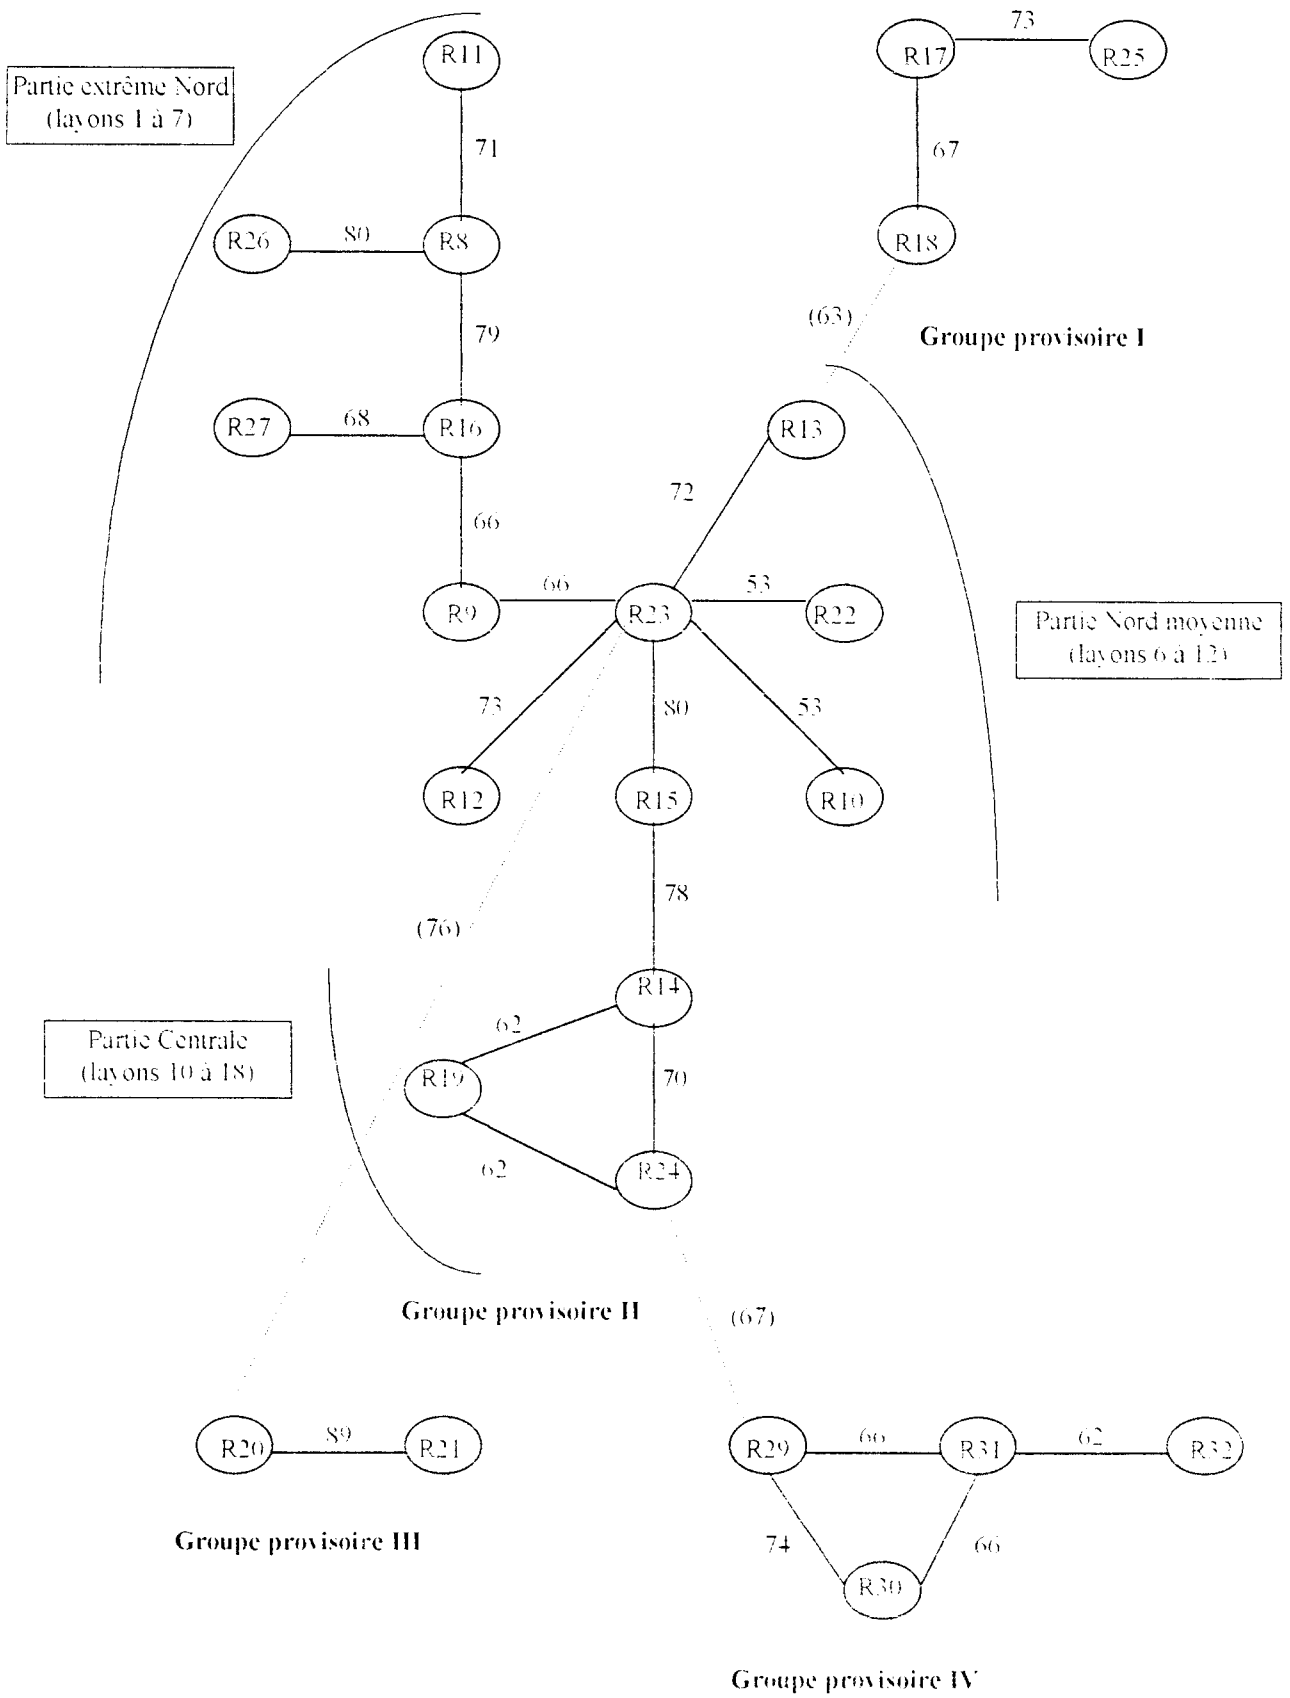 R11
R17
73
R25
Partie extrême Nord
(layons 1 à 7)
71
67
R26
80
R8
R18
79
(63)
Groupe provisoire I
R27
68
R16
R13
72
66
R9
66
R23
53
R22
Partie Nord moyenne
(layons 6 à 12)
73
80
53
R12
R15
R10
78
(76)
R14
62
Partie Centrale
(layons 10 à 18)
R19
70
62
R24
Groupe provisoire II
(67)
R20
89
R21
R29
66
R31
62
R32
Groupe provisoire III
74
66
R30
Groupe provisoire IV